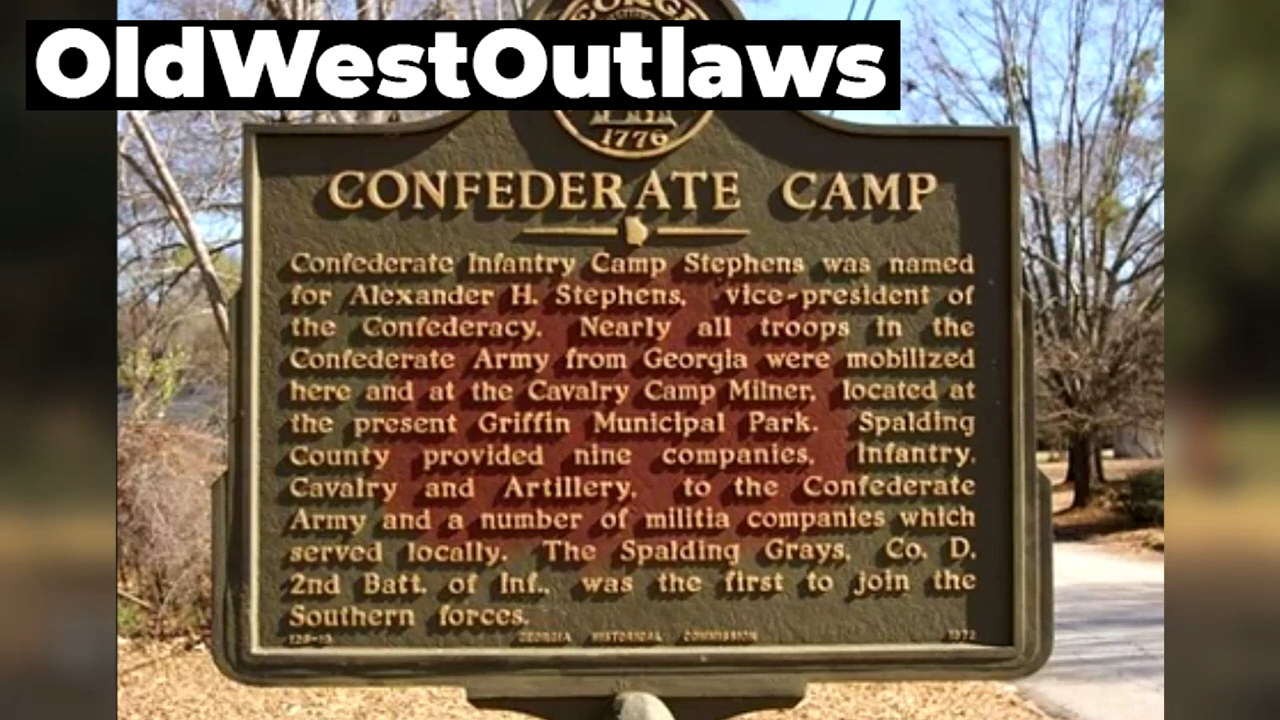 OldWestOutlaws
1776
CONFEDERATE CAMP
Confederate Infantry Camp Stephens was named
for Alexander H. Stephens, vice-president of
the Confederacy. Nearly all troops in the
Confederate Army from Georgia were mobilized
here and at the Cavalry Camp Milner, located at
the present Griffin Municipal Park. Spalding
County provided nine companies, Infantry,
Cavalry and Artillery, to the Confederate
Army and a number of militia companies which
served locally. The Spalding Grays, Co. D,
2nd Batt. of Inf., was the first to join the
Southern forces.
126-15 GEORGIA HISTORICAL COMMISSION 1972